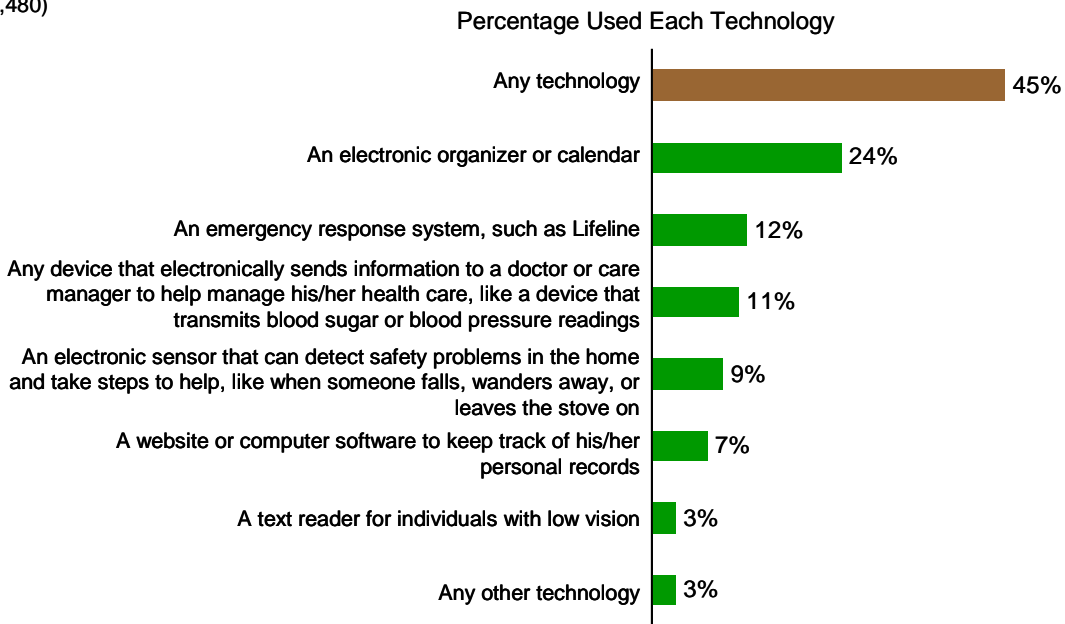 ,480)
Percentage Used Each Technology
Any technology
45%
An electronic organizer or calendar
24%
An emergency response system, such as Lifeline
12%
Any device that electronically sends information to a doctor or care
manager to help manage his/her health care, like a device that
transmits blood sugar or blood pressure readings
11%
An electronic sensor that can detect safety problems in the home
and take steps to help, like when someone falls, wanders away, or
leaves the stove on
9%
A website or computer software to keep track of his/her
personal records
7%
A text reader for individuals with low vision
3%
Any other technology
3%